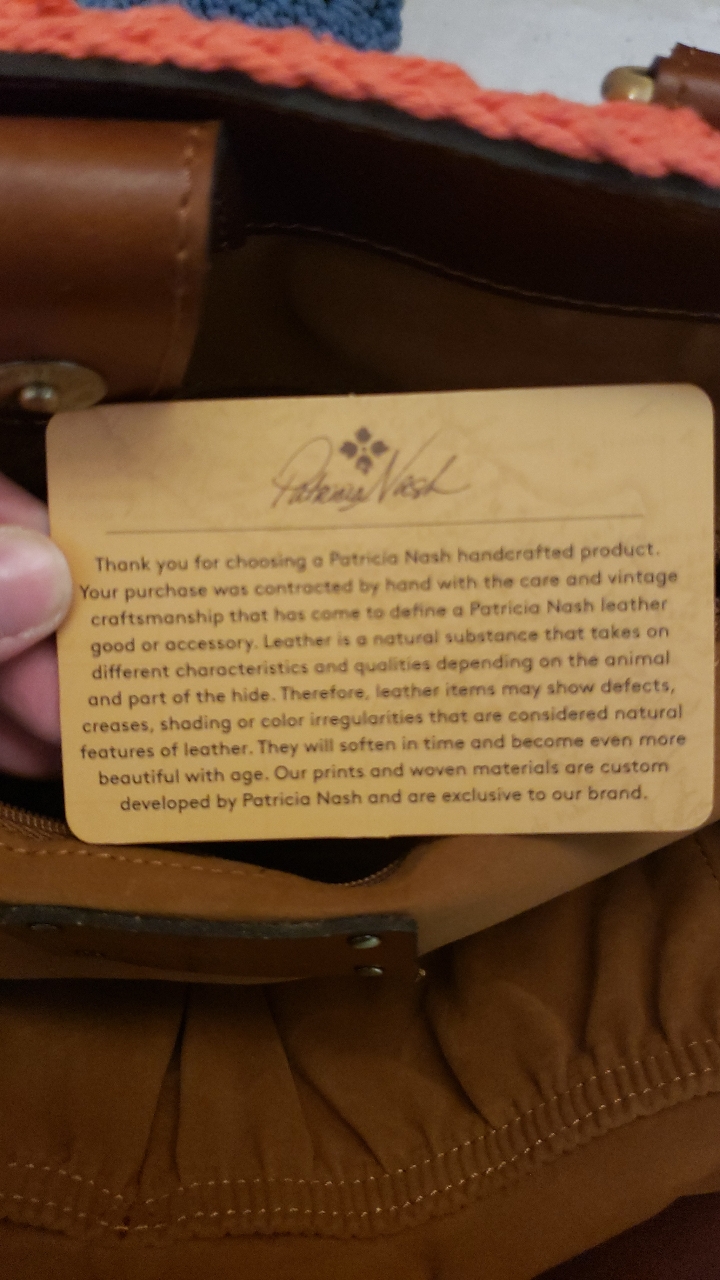 Patricia Nash
Thank you for choosing a Patricia Nash handcrafted product.
Your purchase was contracted by hand with the care and vintage
craftsmanship that has come to define a Patricia Nash leather
good or accessory. Leather is a natural substance that takes on
different characteristics and qualities depending on the animal
and part of the hide. Therefore, leather items may show defects,
creases, shading or color irregularities that are considered natural
features of leather. They will soften in time and become even more
beautiful with age. Our prints and woven materials are custom
developed by Patricia Nash and are exclusive to our brand.